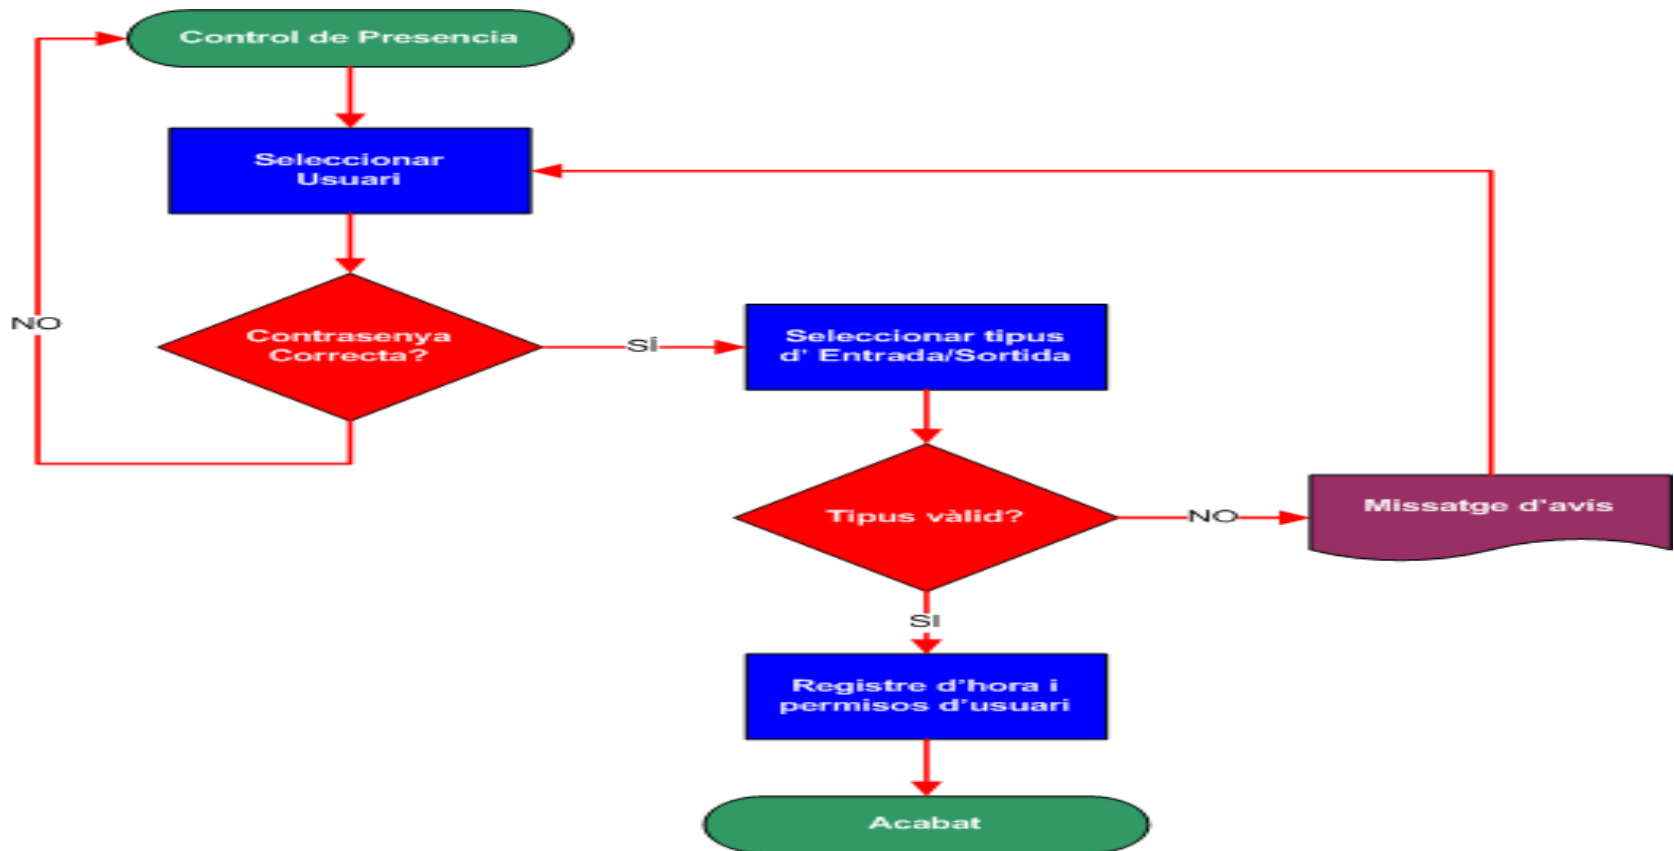 Control de Presencia
Seleccionar
Usuari
NO
Contrasenya
Correcta?
SÍ
Seleccionar tipus
d' Entrada/Sortida
Tipus vàlid?
NO
Missatge d'avís
SI
Registre d'hora i
permisos d'usuari
Acabat